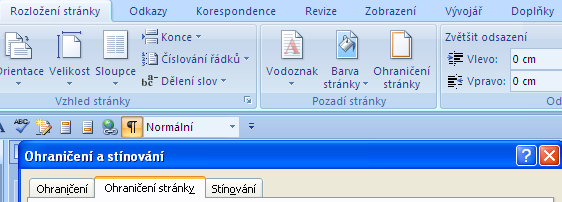 Rozložení stránky Odkazy Korespondence Revize Zobrazení Vývojář Doplňky
Orientace Velikost Sloupce
Konce
Číslování řádků
Dělení slov
Vzhled stránky
Vodoznak Barva stránky Ohraničení stránky
Pozadí stránky
Zvětšit odsazení
Vlevo: 0 cm
Vpravo: 0 cm
Od
ABC ¶ Normální
Ohraničení a stínování
Ohraničení Ohraničení stránky Stínování